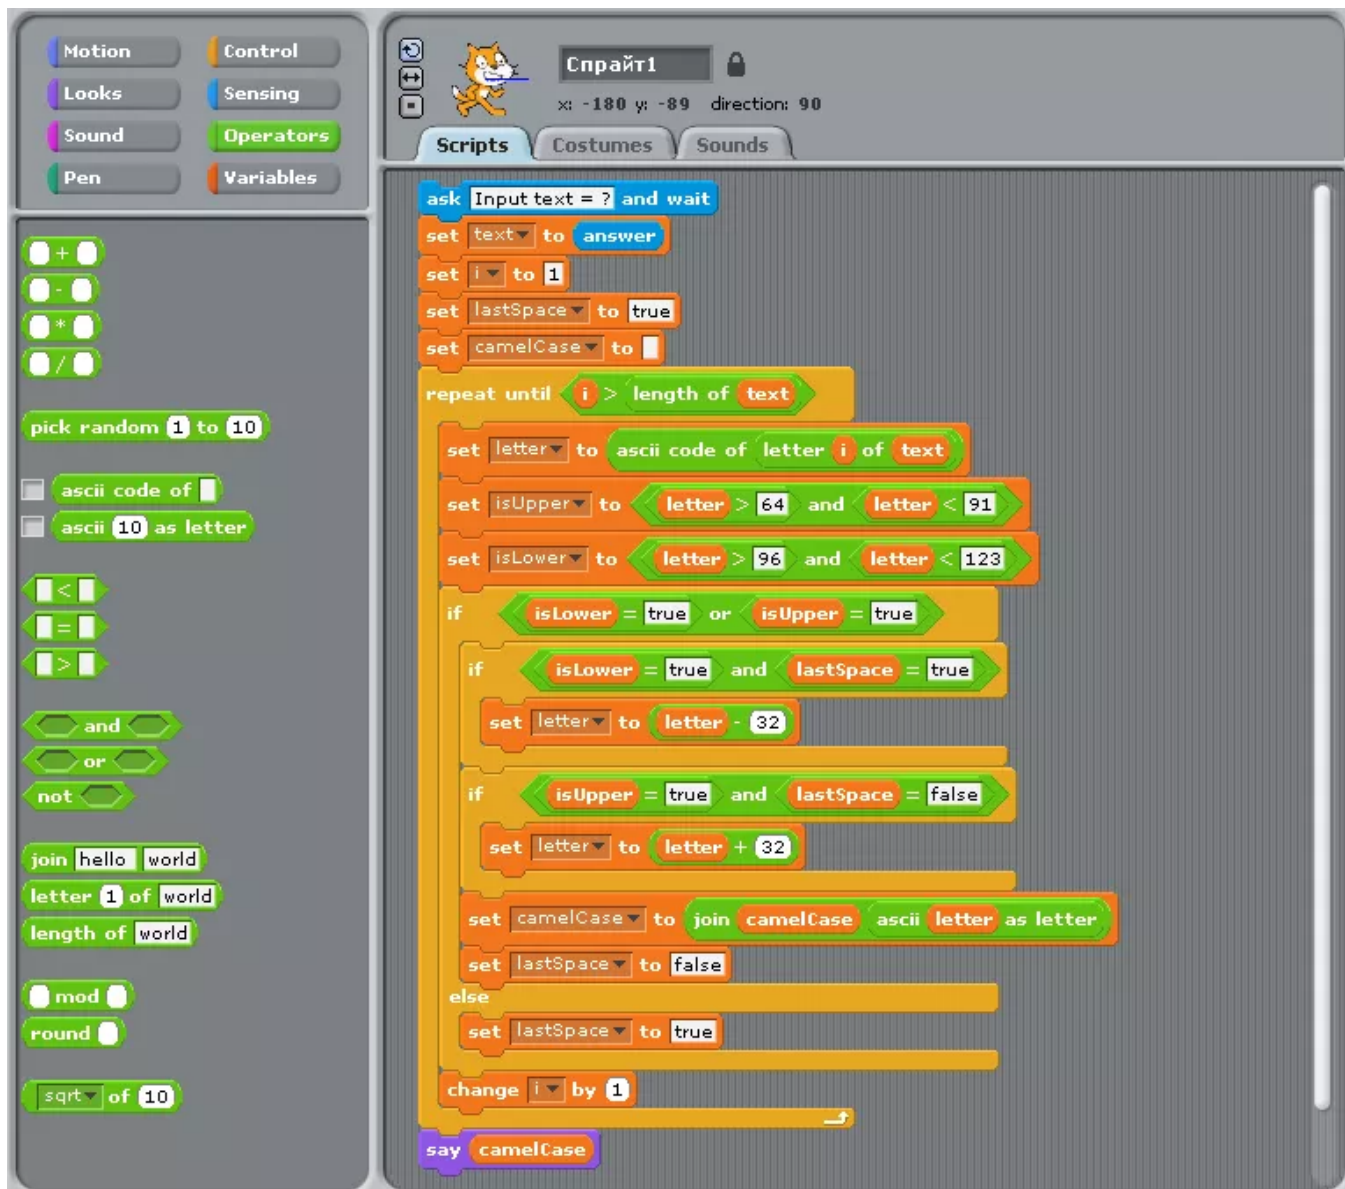 Motion Control
Looks Sensing
Sound Operators
Pen Variables
+
-
*
/
pick random 1 to 10
ascii code of
ascii 10 as letter
<
=
>
and
or
not
join hello world
letter 1 of world
length of world
mod
round
sqrt of 10
Спрайт1
x: -180 y: -89 direction: 90
Scripts Costumes Sounds
ask Input text = ? and wait
set text to answer
set i to 1
set lastSpace to true
set camelCase to
repeat until i > length of text
set letter to ascii code of letter i of text
set isUpper to letter > 64 and letter < 91
set isLower to letter > 96 and letter < 123
if isLower = true or isUpper = true
if isLower = true and lastSpace = true
set letter to letter - 32
if isUpper = true and lastSpace = false
set letter to letter + 32
set camelCase to join camelCase ascii letter as letter
set lastSpace to false
else
set lastSpace to true
change i by 1
say camelCase